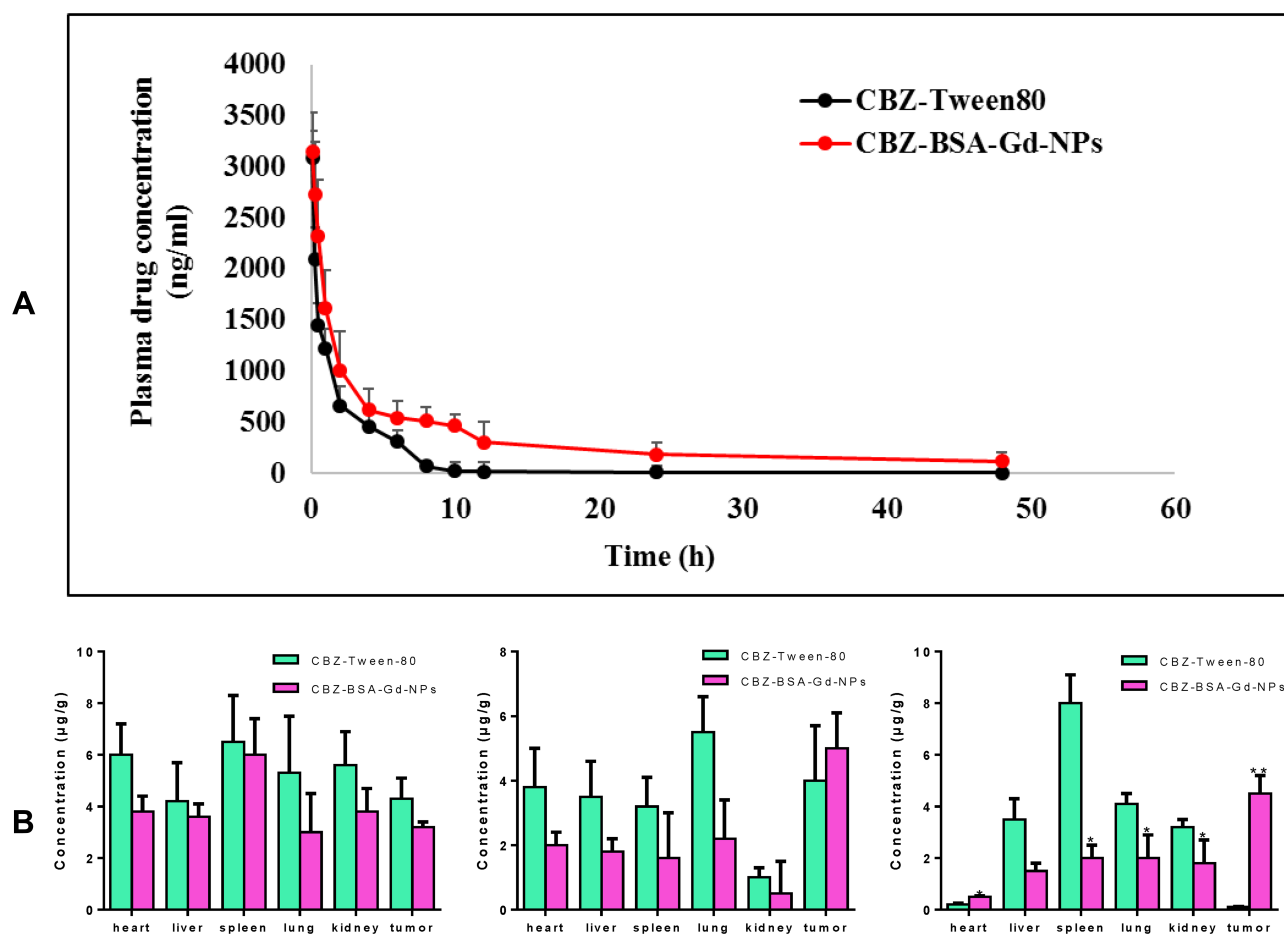 A
Plasma drug concentration
(ng/ml)
4000
3500
3000
2500
2000
1500
1000
500
0
0 10 20 30 40 50 60
Time (h)
CBZ-Tween80
CBZ-BSA-Gd-NPs
B
Concentration (µg/g)
10
8
6
4
2
0
CBZ-Tween-80
CBZ-BSA-Gd-NPs
heart liver spleen lung kidney tumor
Concentration (µg/g)
8
6
4
2
0
CBZ-Tween-80
CBZ-BSA-Gd-NPs
heart liver spleen lung kidney tumor
Concentration (µg/g)
10
8
6
4
2
0
CBZ-Tween-80
CBZ-BSA-Gd-NPs
* * * * **
heart liver spleen lung kidney tumor